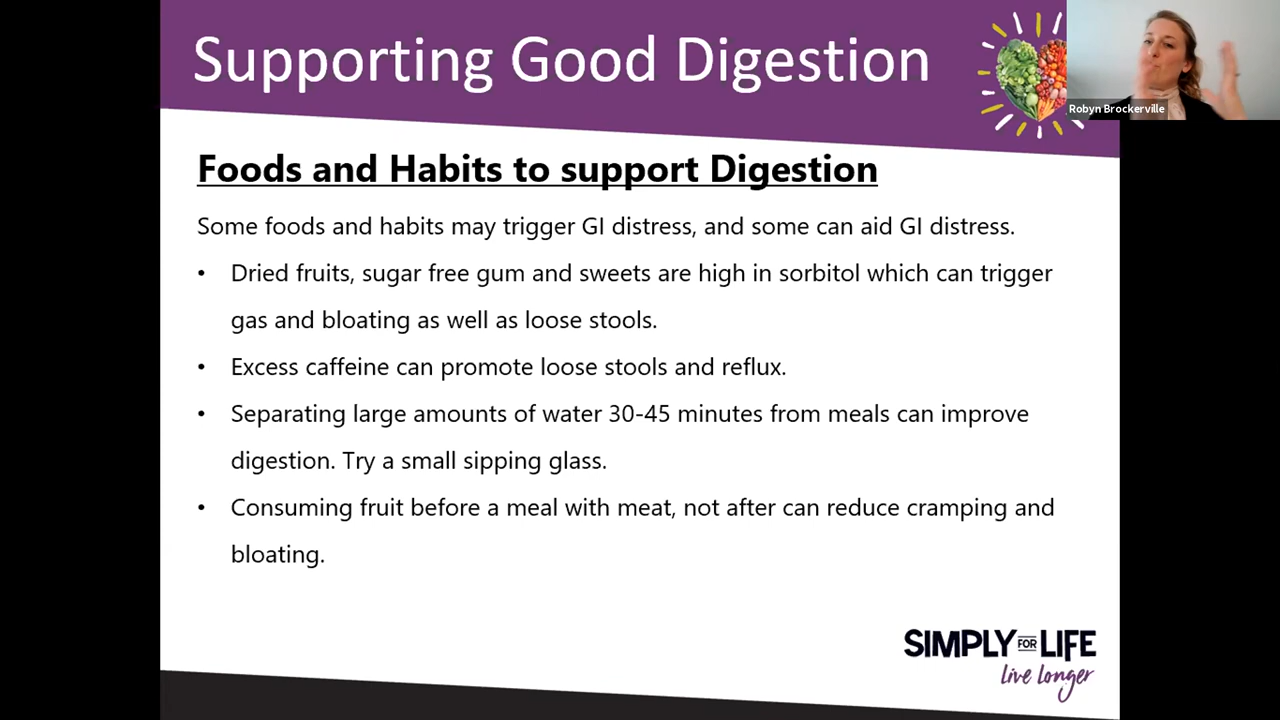 Supporting Good Digestion
Robyn Brockerville
Foods and Habits to support Digestion
Some foods and habits may trigger GI distress, and some can aid GI distress.
• Dried fruits, sugar free gum and sweets are high in sorbitol which can trigger
gas and bloating as well as loose stools.
• Excess caffeine can promote loose stools and reflux.
• Separating large amounts of water 30-45 minutes from meals can improve
digestion. Try a small sipping glass.
• Consuming fruit before a meal with meat, not after can reduce cramping and
bloating.
SIMPLY FOR LIFE
live longer